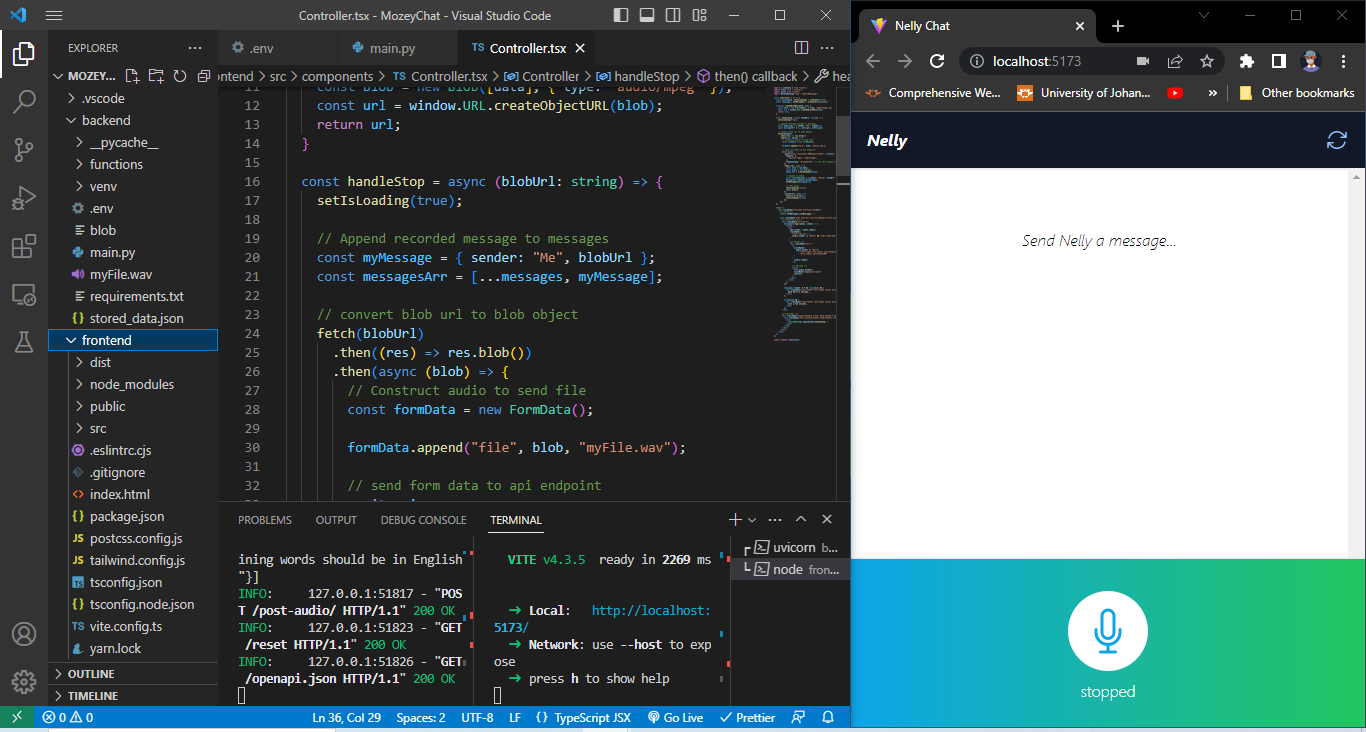 Controller.tsx - MozeyChat - Visual Studio Code
EXPLORER
MOZEY...
.vscode
backend
__pycache__
functions
venv
.env
blob
main.py
myFile.wav
requirements.txt
stored_data.json
frontend
dist
node_modules
public
src
.eslintrc.cjs
.gitignore
index.html
package.json
postcss.config.js
tailwind.config.js
tsconfig.json
tsconfig.node.json
vite.config.ts
yarn.lock
OUTLINE
TIMELINE
.env
main.py
TS Controller.tsx
ontend > src > components > TS Controller.tsx > Controller > handleStop > then() callback > hea
11 const blob = new Blob([data], { type: "audio/mpeg" });
12 const url = window.URL.createObjectURL(blob);
13 return url;
14 }
15
16 const handleStop = async (blobUrl: string) => {
17 setIsLoading(true);
18
19 // Append recorded message to messages
20 const myMessage = { sender: "Me", blobUrl };
21 const messagesArr = [...messages, myMessage];
22
23 // convert blob url to blob object
24 fetch(blobUrl)
25 .then((res) => res.blob())
26 .then(async (blob) => {
27 // Construct audio to send file
28 const formData = new FormData();
29
30 formData.append("file", blob, "myFile.wav");
31
32 // send form data to api endpoint
PROBLEMS OUTPUT DEBUG CONSOLE TERMINAL
ining words should be in English
"}]
INFO: 127.0.0.1:51817 - "POS
T /post-audio/ HTTP/1.1" 200 OK
INFO: 127.0.0.1:51823 - "GET
/reset HTTP/1.1" 200 OK
INFO: 127.0.0.1:51826 - "GET
/openapi.json HTTP/1.1" 200 OK
VITE v4.3.5 ready in 2269 ms
➜ Local: http://localhost:
5173/
➜ Network: use --host to exp
ose
➜ press h to show help
uvicorn b...
node fron...
0 0
Ln 36, Col 29 Spaces: 2 UTF-8 LF {} TypeScript JSX Go Live Prettier
Nelly Chat
localhost:5173
Comprehensive We...
University of Johan...
»
Other bookmarks
Nelly
Send Nelly a message...
stopped